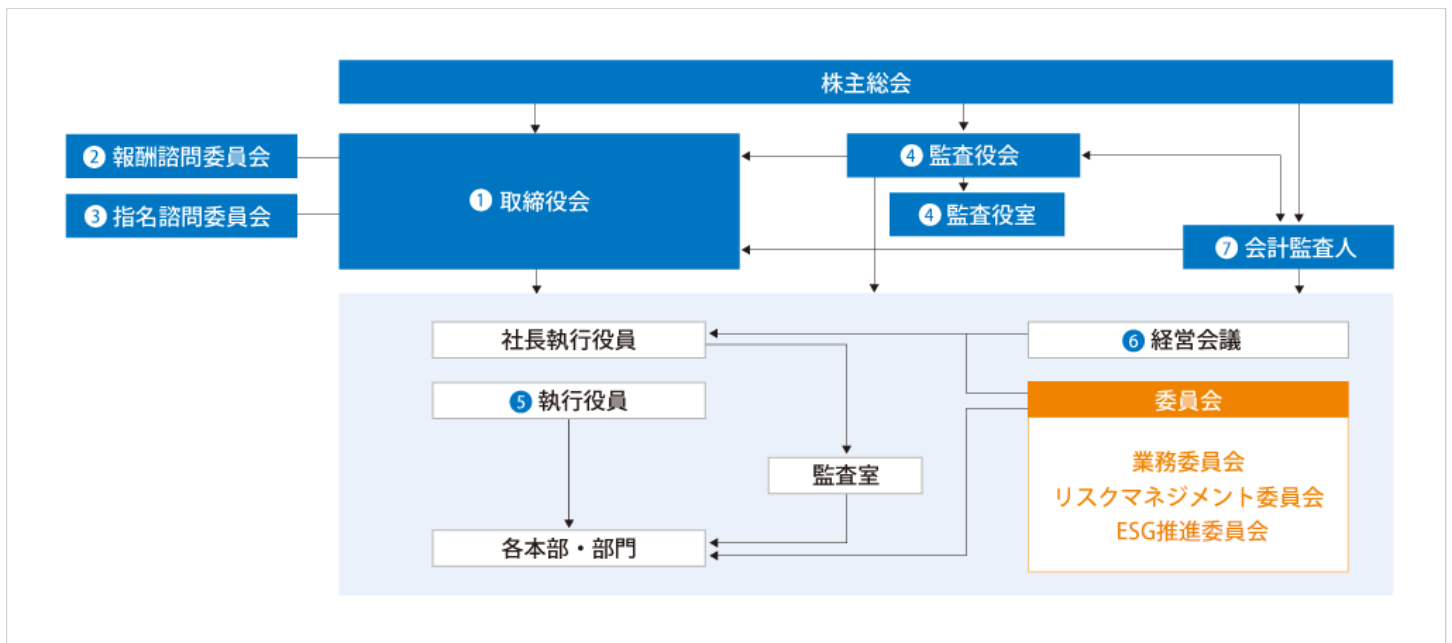 株主総会
❷ 報酬諮問委員会
❸ 指名諮問委員会
❶ 取締役会
❹ 監査役会
❹ 監査役室
❼ 会計監査人
社長執行役員
❻ 経営会議
❺ 執行役員
委員会
業務委員会
リスクマネジメント委員会
ESG推進委員会
監査室
各本部・部門